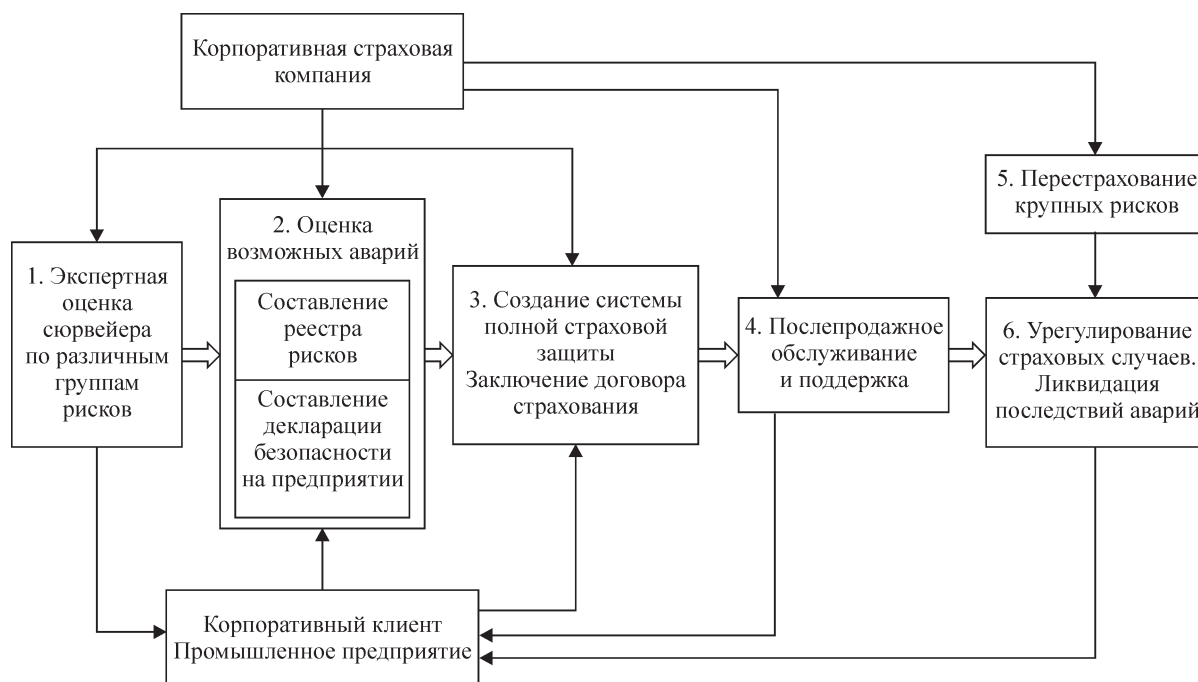 Корпоративная страховая
компания
5. Перестрахование
крупных рисков
2. Оценка
возможных аварий
1. Экспертная
оценка
сюрвейера
по различным
группам
рисков
Составление
реестра
рисков
Составление
декларации
безопасности
на предприятии
3. Создание системы
полной страховой
защиты
Заключение договора
страхования
4. Послепродажное
обслуживание
и поддержка
6. Урегулирование
страховых случаев.
Ликвидация
последствий аварий
Корпоративный клиент
Промышленное предприятие